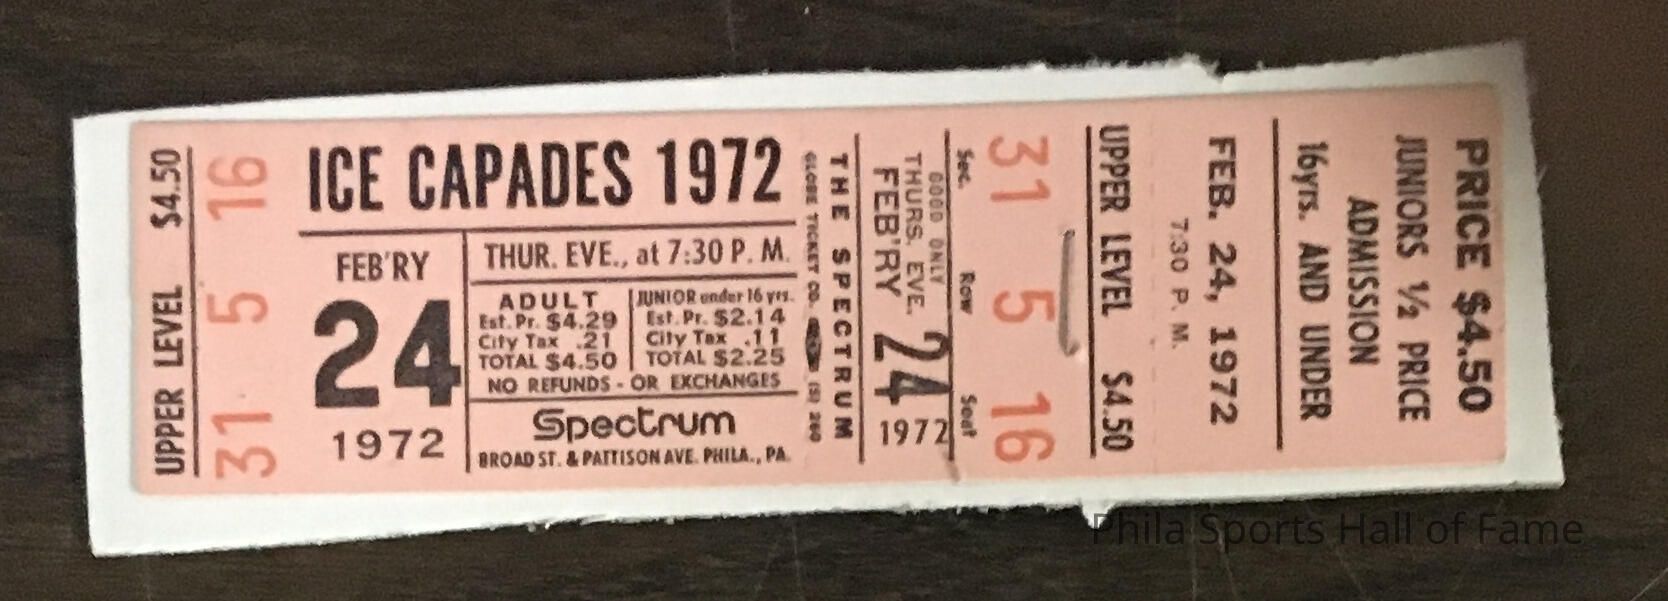 UPPER LEVEL $4.50
31 5 16
ICE CAPADES 1972
FEB'RY
24
1972
THUR. EVE., at 7:30 P. M.
ADULT
Est. Pr. $4.29
City Tax .21
TOTAL $4.50
JUNIOR under 16 yrs.
Est. Pr. $2.14
City Tax .11
TOTAL $2.25
NO REFUNDS - OR EXCHANGES
Spectrum
BROAD ST. & PATTISON AVE. PHILA., PA.
GLOBE TICKET CO.
THE SPECTRUM
FEB'RY 24
THURS. EVE.
GOOD ONLY
1972
Sec. Row Seat
31 5 16
UPPER LEVEL $4.50
7:30 P. M.
FEB. 24, 1972
16yrs. AND UNDER
ADMISSION
JUNIORS ½ PRICE
PRICE $4.50
Phila Sports Hall of Fame